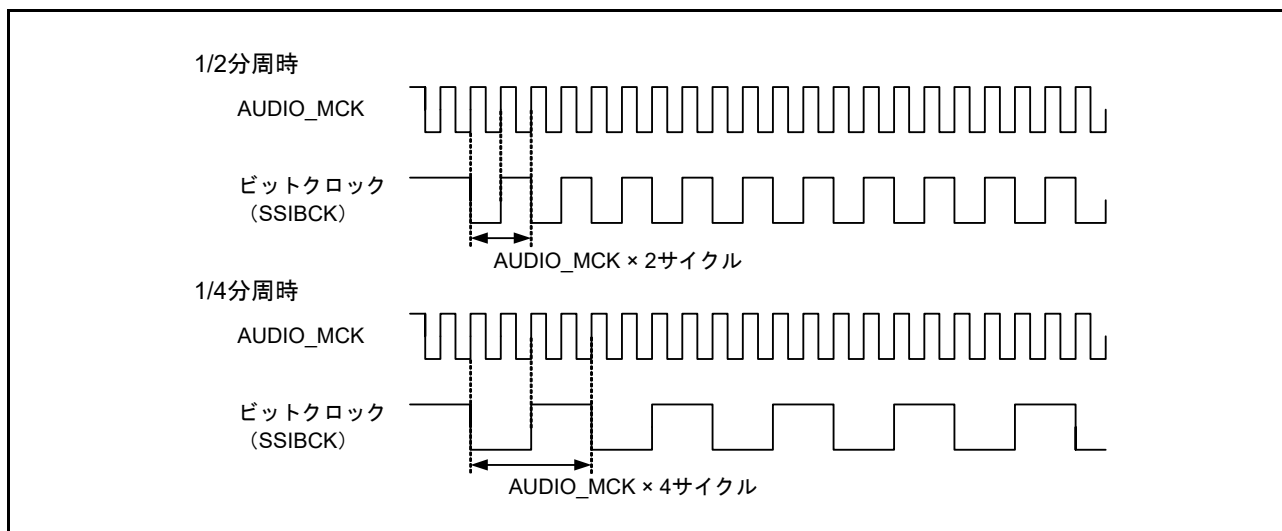 1/2分周時
AUDIO_MCK
ビットクロック
（SSIBCK）
AUDIO_MCK × 2サイクル
1/4分周時
AUDIO_MCK
ビットクロック
（SSIBCK）
AUDIO_MCK × 4サイクル